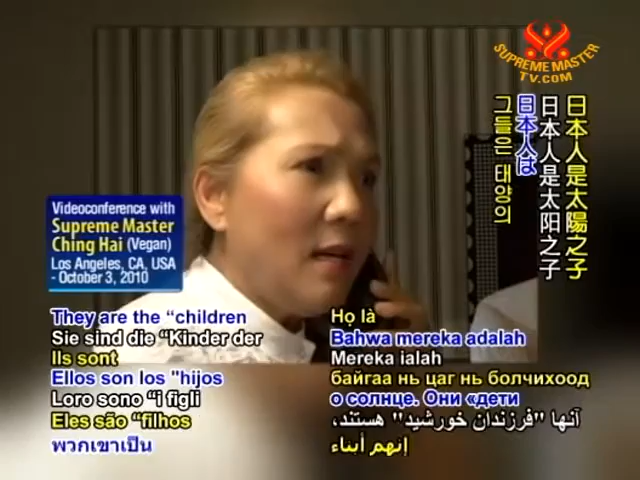 SUPREME MASTER
TV.COM
日本人是太陽之子
日本人是太阳之子
日本人は
그들은 태양의
Videoconference with
Supreme Master
Ching Hai (Vegan)
Los Angeles, CA, USA
- October 3, 2010
They are the “children
Sie sind die “Kinder der
Ils sont
Ellos son los "hijos
Loro sono “i figli
Eles são “filhos
พวกเขาเป็น
Họ là
Bahwa mereka adalah
Mereka ialah
байгаа нь цаг нь болчихоод
о солнце. Они «дети
آنها "فرزندان خورشید" هستند،
إنهم أبناء